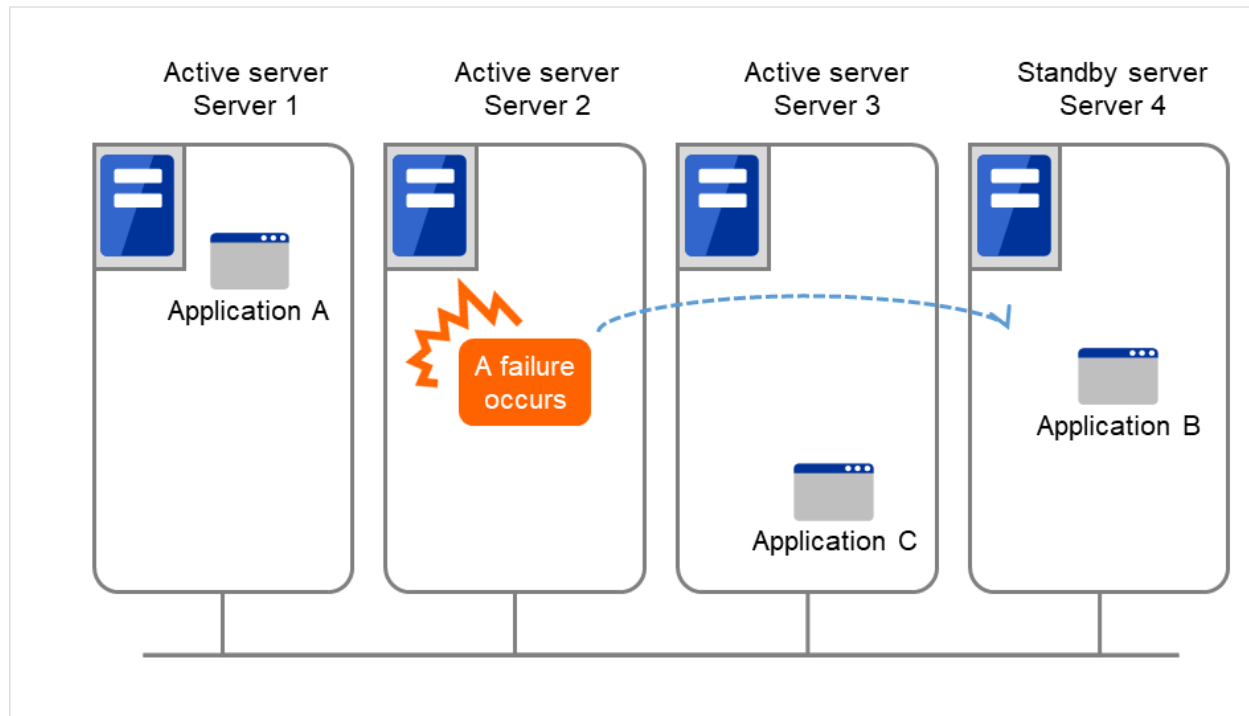 Active server
Server 1
Active server
Server 2
Active server
Server 3
Standby server
Server 4
Application A
A failure
occurs
Application B
Application C